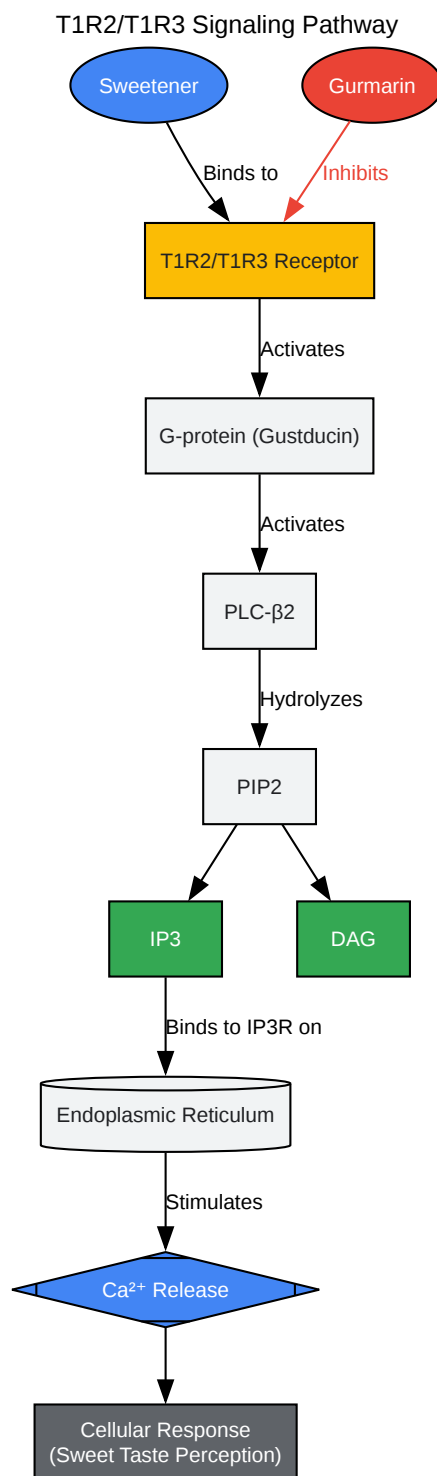 T1R2/T1R3 Signaling Pathway
Sweetener
Gurmarin
Binds to
Inhibits
T1R2/T1R3 Receptor
Activates
G-protein (Gustducin)
Activates
PLC-β2
Hydrolyzes
PIP2
IP3
DAG
Binds to IP3R on
Endoplasmic Reticulum
Stimulates
Ca²⁺ Release
Cellular Response
(Sweet Taste Perception)